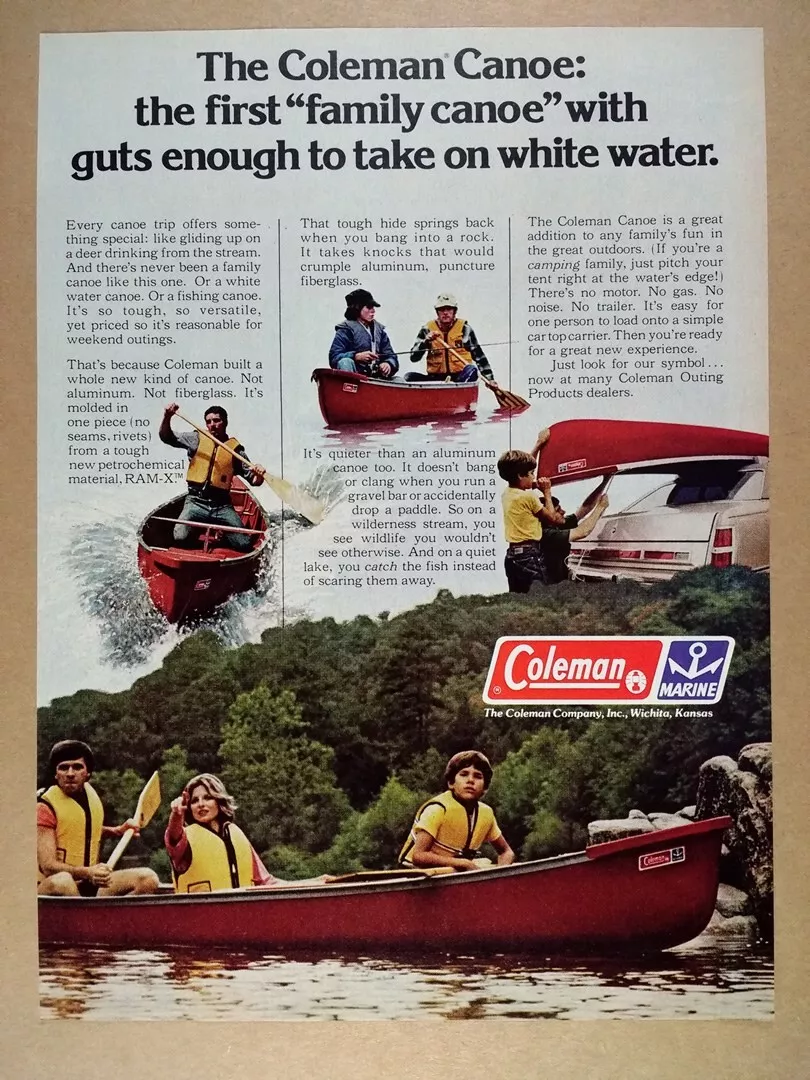 The Coleman® Canoe:
the first “family canoe” with
guts enough to take on white water.
Every canoe trip offers some-
thing special: like gliding up on
a deer drinking from the stream.
And there's never been a family
canoe like this one. Or a white
water canoe. Or a fishing canoe.
It's so tough, so versatile,
yet priced so it's reasonable for
weekend outings.
That's because Coleman built a
whole new kind of canoe. Not
aluminum. Not fiberglass. It's
molded in
one piece (no
seams, rivets)
from a tough
new petrochemical
material, RAM-X™
That tough hide springs back
when you bang into a rock.
It takes knocks that would
crumple aluminum, puncture
fiberglass.
It's quieter than an aluminum
canoe too. It doesn't bang
or clang when you run a
gravel bar or accidentally
drop a paddle. So on a
wilderness stream, you
see wildlife you wouldn't
see otherwise. And on a quiet
lake, you catch the fish instead
of scaring them away.
The Coleman Canoe is a great
addition to any family's fun in
the great outdoors. (If you're a
camping family, just pitch your
tent right at the water's edge!)
There's no motor. No gas. No
noise. No trailer. It's easy for
one person to load onto a simple
car top carrier. Then you're ready
for a great new experience.
Just look for our symbol...
now at many Coleman Outing
Products dealers.
® Coleman MARINE
The Coleman Company, Inc., Wichita, Kansas
Coleman